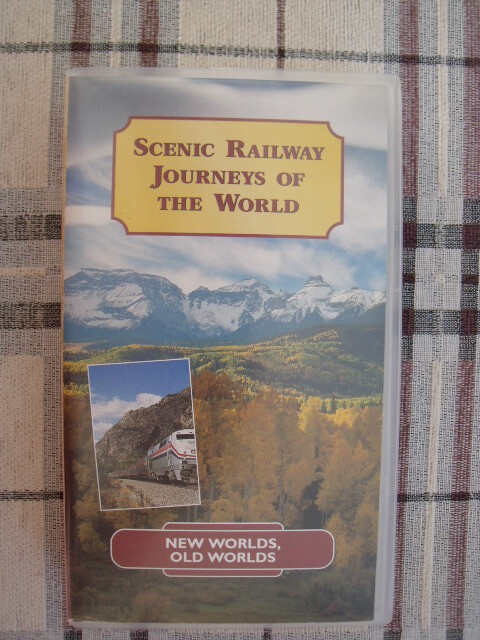 SCENIC RAILWAY
JOURNEYS OF
THE WORLD
NEW WORLDS,
OLD WORLDS